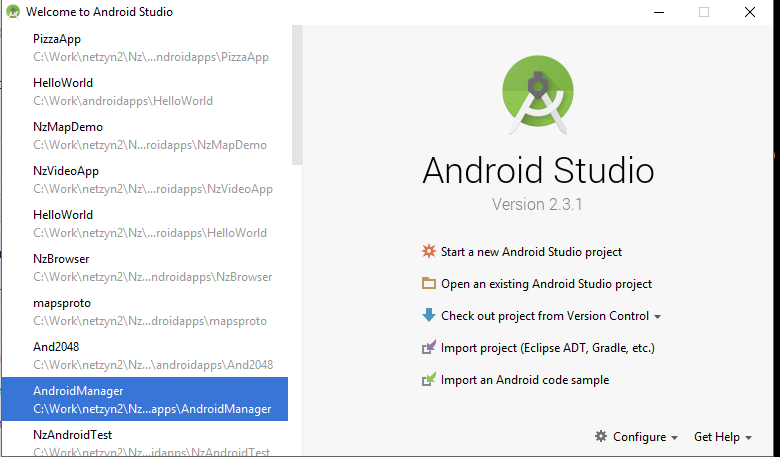 Welcome to Android Studio
PizzaApp
C:\Work\netzyn2\Nz\...ndroidapps\PizzaApp
HelloWorld
C:\Work\androidapps\HelloWorld
NzMapDemo
C:\Work\netzyn2\N...roidapps\NzMapDemo
NzVideoApp
C:\Work\netzyn2\Nz...roidapps\NzVideoApp
HelloWorld
C:\Work\netzyn2\Nz\...roidapps\HelloWorld
NzBrowser
C:\Work\netzyn2\Nz...ndroidapps\NzBrowser
mapsproto
C:\Work\netzyn2\Nz...droidapps\mapsproto
And2048
C:\Work\netzyn2\Nz...\androidapps\And2048
AndroidManager
C:\Work\netzyn2\Nz...apps\AndroidManager
NzAndroidTest
C:\Work\netzyn2\Nz...idapps\NzAndroidTest
Android Studio
Version 2.3.1
Start a new Android Studio project
Open an existing Android Studio project
Check out project from Version Control
Import project (Eclipse ADT, Gradle, etc.)
Import an Android code sample
Configure
Get Help